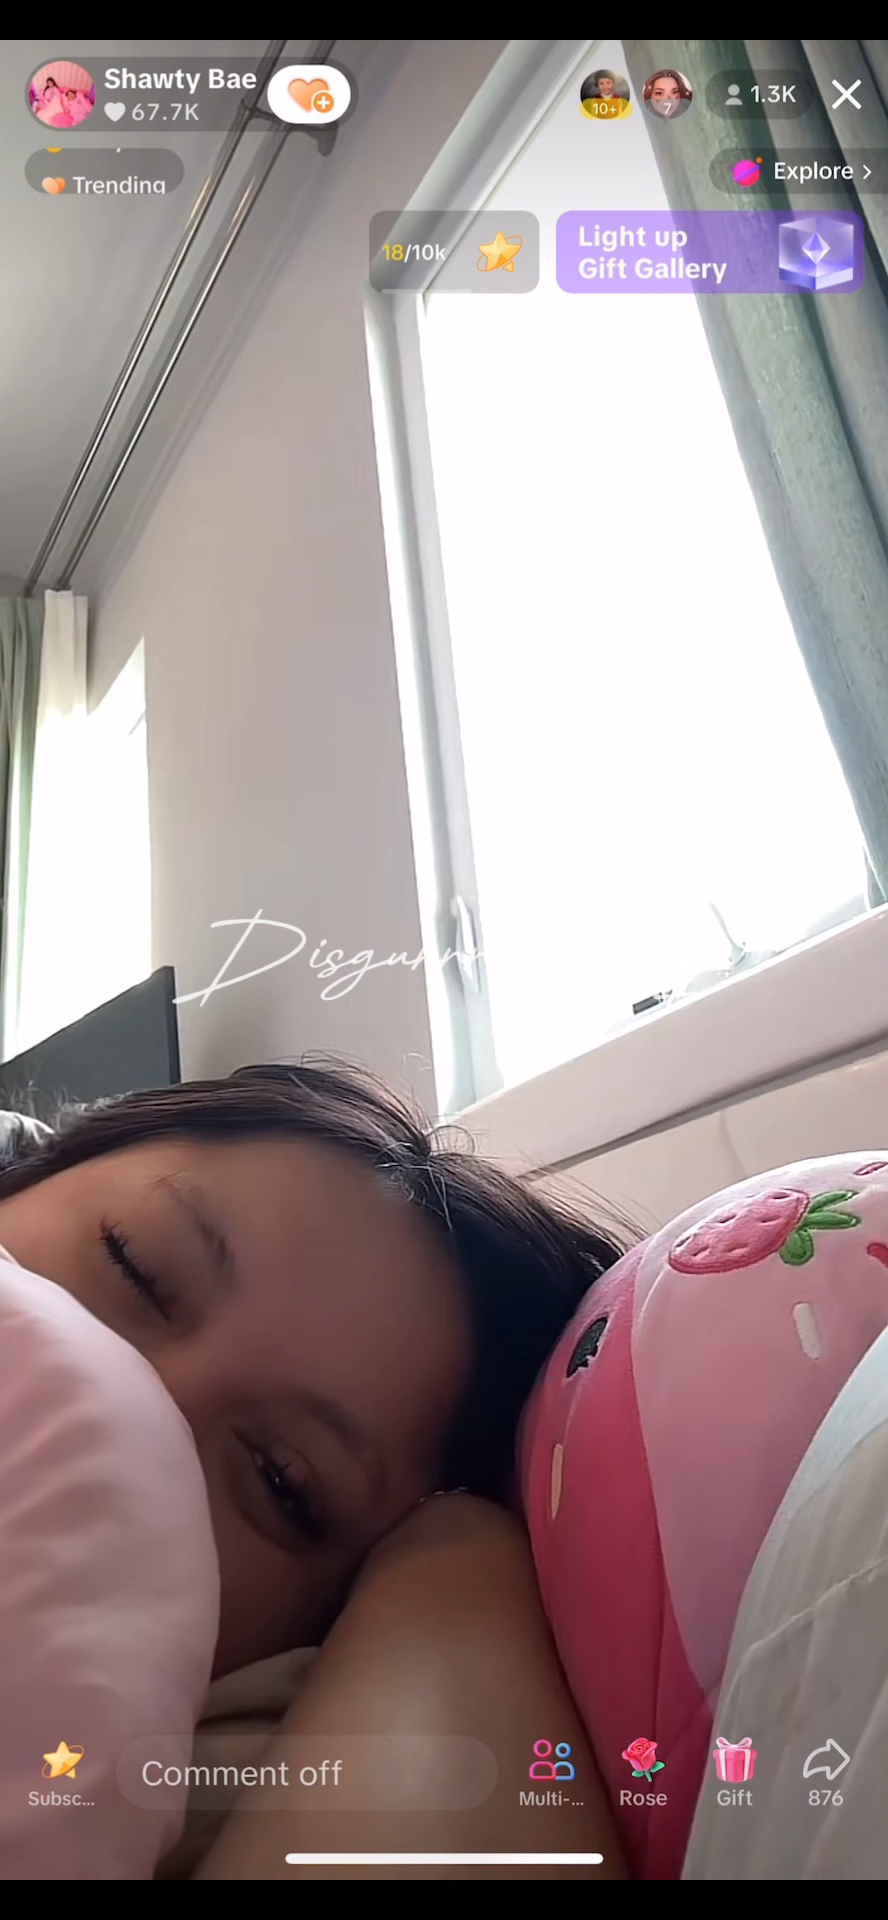 Shawty Bae
67.7K
10+
7
1.3K
Trending
Explore
18/10k
Light up
Gift Gallery
Subsc...
Comment off
Multi-...
Rose
Gift
876